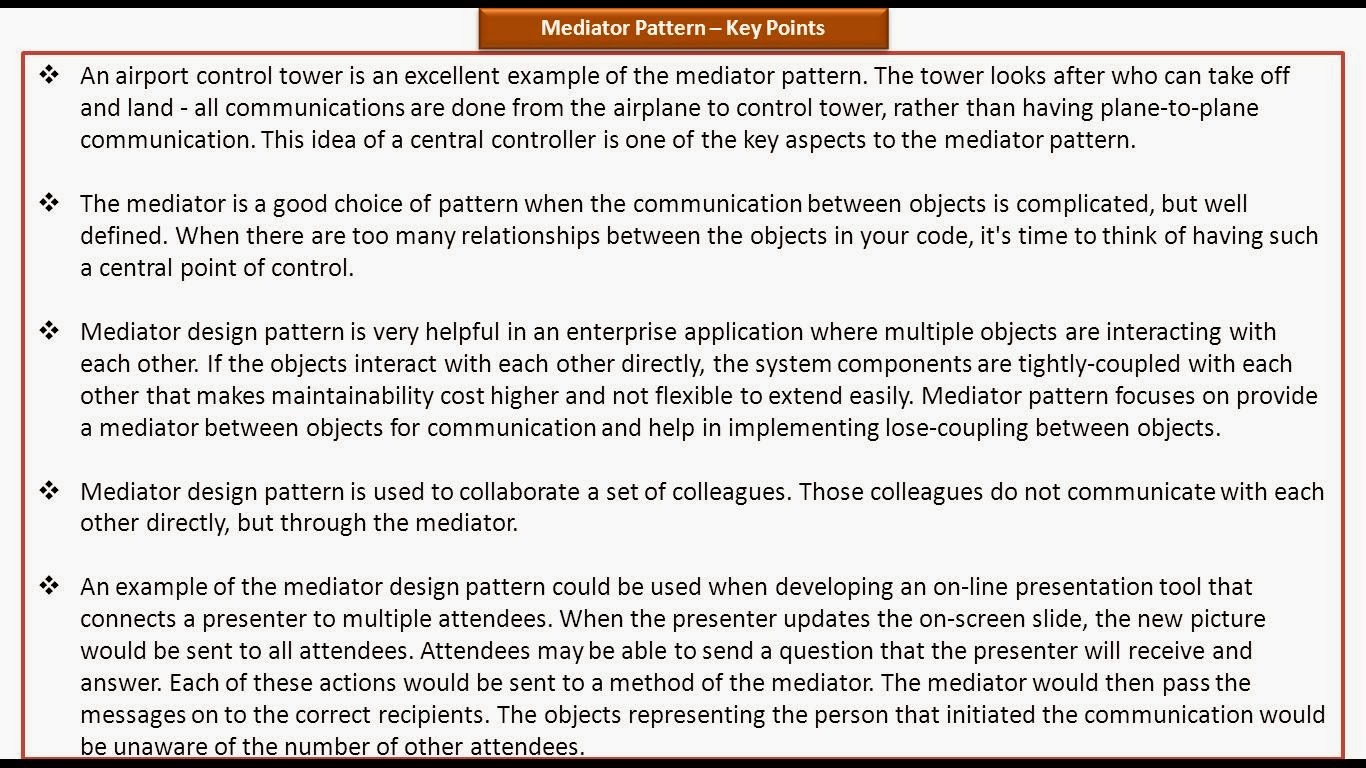 Mediator Pattern – Key Points
❖ An airport control tower is an excellent example of the mediator pattern. The tower looks after who can take off
and land - all communications are done from the airplane to control tower, rather than having plane-to-plane
communication. This idea of a central controller is one of the key aspects to the mediator pattern.
❖ The mediator is a good choice of pattern when the communication between objects is complicated, but well
defined. When there are too many relationships between the objects in your code, it's time to think of having such
a central point of control.
❖ Mediator design pattern is very helpful in an enterprise application where multiple objects are interacting with
each other. If the objects interact with each other directly, the system components are tightly-coupled with each
other that makes maintainability cost higher and not flexible to extend easily. Mediator pattern focuses on provide
a mediator between objects for communication and help in implementing lose-coupling between objects.
❖ Mediator design pattern is used to collaborate a set of colleagues. Those colleagues do not communicate with each
other directly, but through the mediator.
❖ An example of the mediator design pattern could be used when developing an on-line presentation tool that
connects a presenter to multiple attendees. When the presenter updates the on-screen slide, the new picture
would be sent to all attendees. Attendees may be able to send a question that the presenter will receive and
answer. Each of these actions would be sent to a method of the mediator. The mediator would then pass the
messages on to the correct recipients. The objects representing the person that initiated the communication would
be unaware of the number of other attendees.